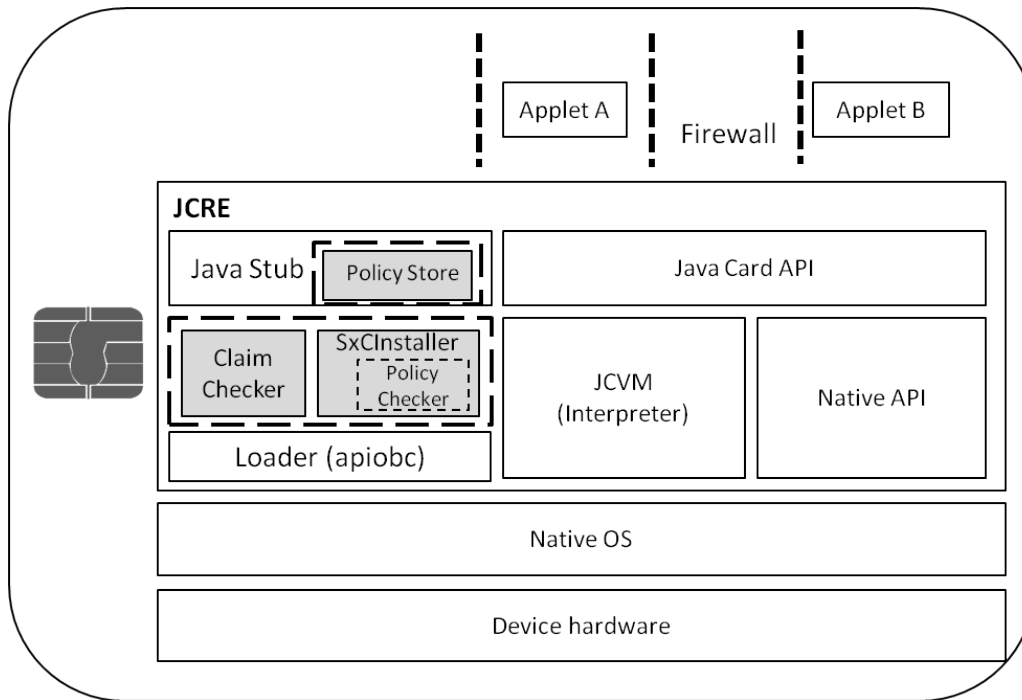 Applet A
Firewall
Applet B
JCRE
Java Stub
Policy Store
Java Card API
Claim
Checker
SxCInstaller
Policy
Checker
JCVM
(Interpreter)
Native API
Loader (apiobc)
Native OS
Device hardware